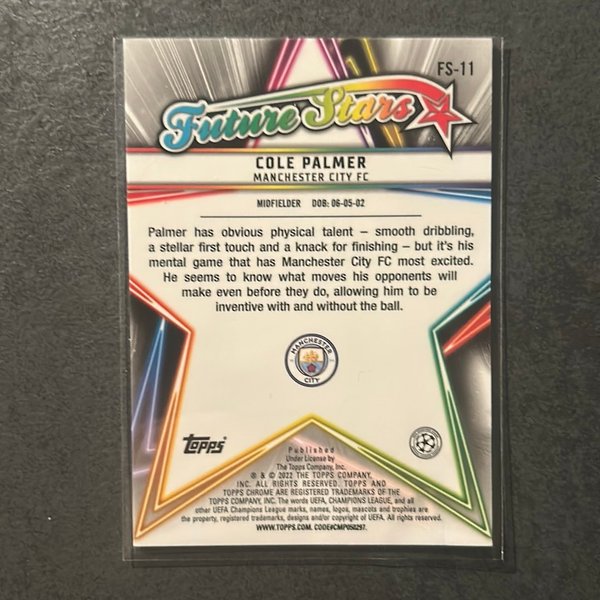 FS-11
Future Stars
COLE PALMER
MANCHESTER CITY FC
MIDFIELDER DOB: 06-05-02
Palmer has obvious physical talent – smooth dribbling,
a stellar first touch and a knack for finishing – but it's his
mental game that has Manchester City FC most excited.
He seems to know what moves his opponents will
make even before they do, allowing him to be
inventive with and without the ball.
MANCHESTER
CITY
topps
Published
Under License by
The Topps Company, Inc.
® & © 2022 THE TOPPS COMPANY,
INC. ALL RIGHTS RESERVED. TOPPS AND
TOPPS CHROME ARE REGISTERED TRADEMARKS OF THE
TOPPS COMPANY, INC. The words UEFA, CHAMPIONS LEAGUE, and all
other UEFA Champions League marks, names, logos, mascots and trophies are
the property, registered trademarks, designs and/or copyright of UEFA. All rights reserved.
WWW.TOPPS.COM. CODE#CMP050297.